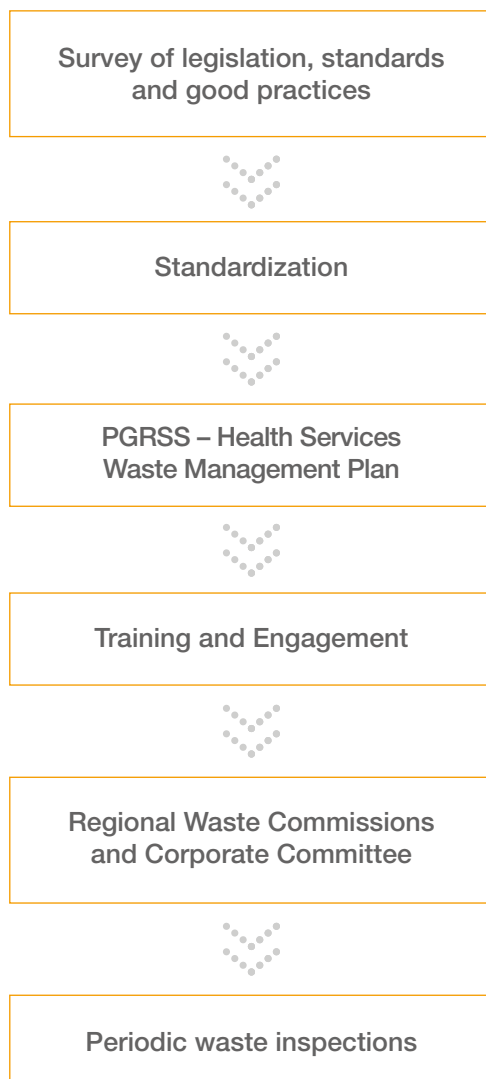 Survey of legislation, standards
and good practices
Standardization
PGRSS – Health Services
Waste Management Plan
Training and Engagement
Regional Waste Commissions
and Corporate Committee
Periodic waste inspections